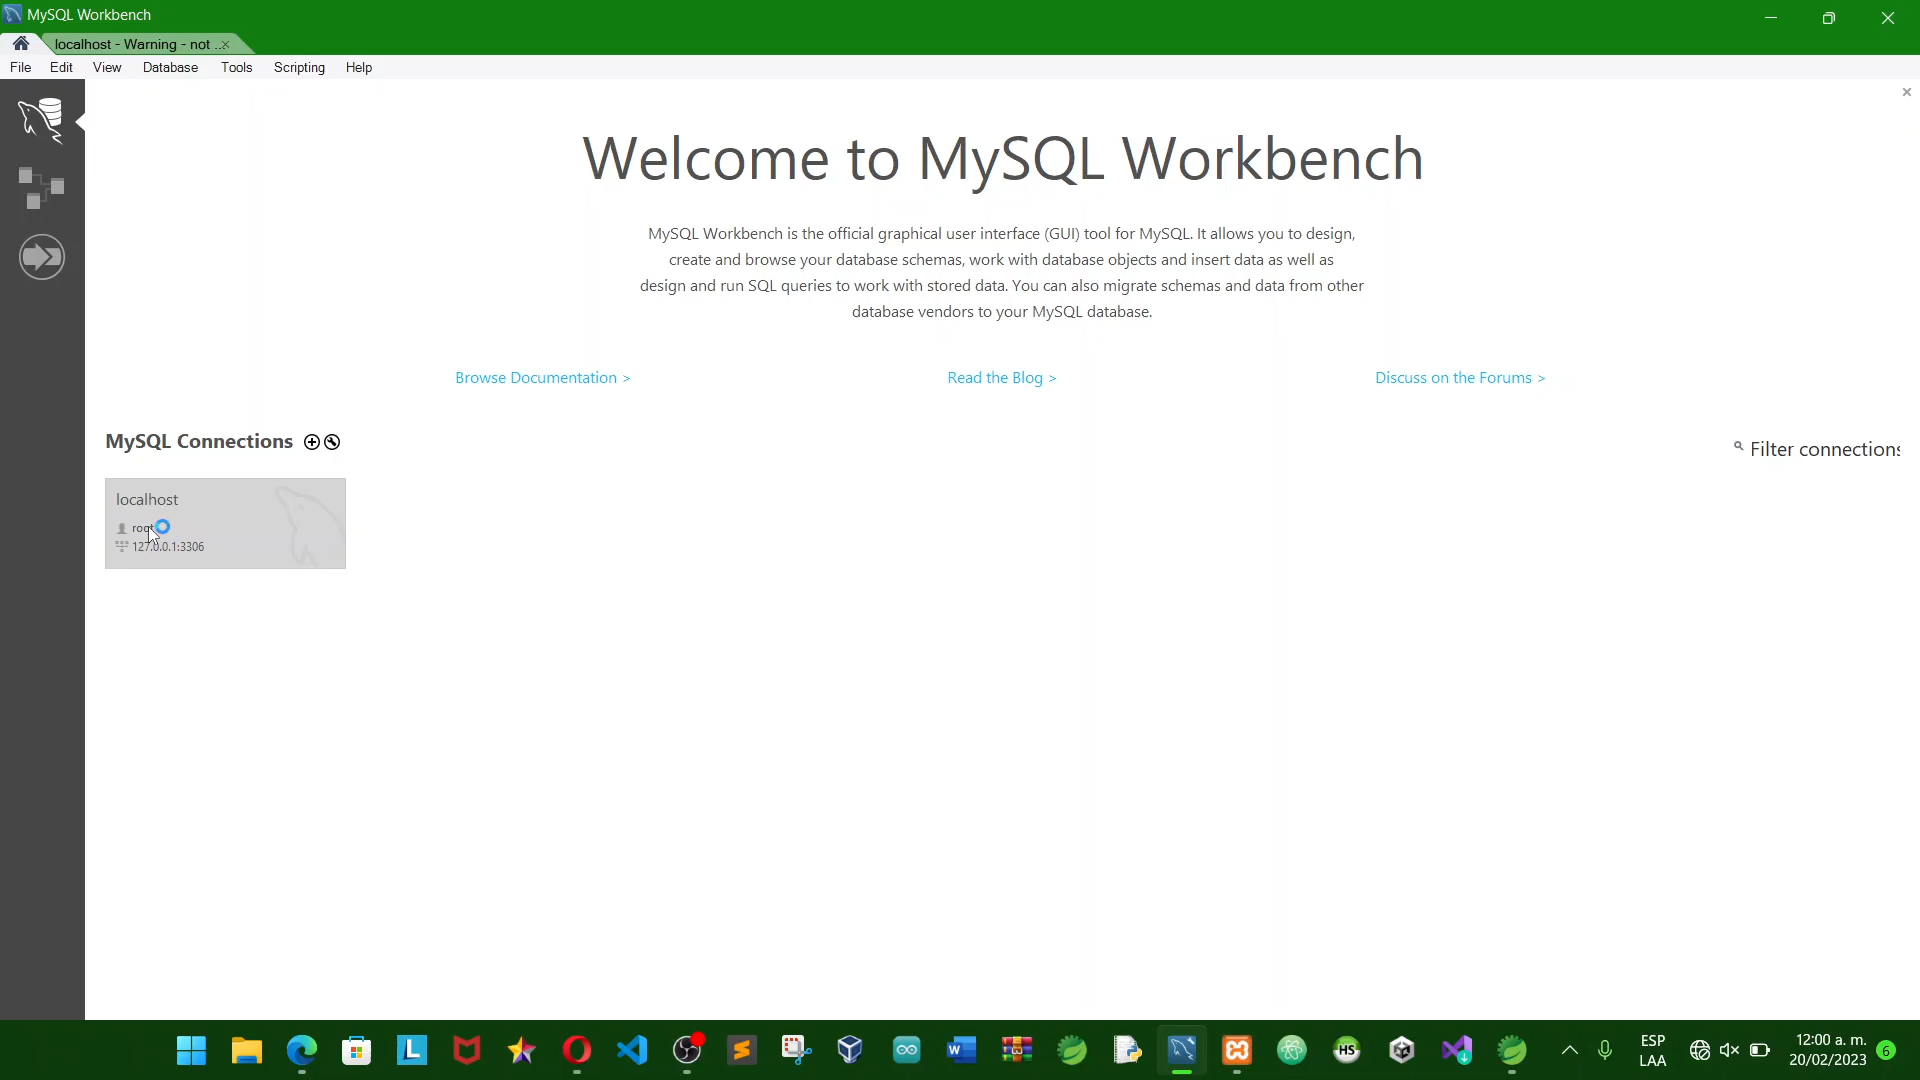 MySQL Workbench
localhost - Warning - not ...
File Edit View Database Tools Scripting Help
Welcome to MySQL Workbench
MySQL Workbench is the official graphical user interface (GUI) tool for MySQL. It allows you to design,
create and browse your database schemas, work with database objects and insert data as well as
design and run SQL queries to work with stored data. You can also migrate schemas and data from other
database vendors to your MySQL database.
Browse Documentation > Read the Blog > Discuss on the Forums >
MySQL Connections
Filter connections
localhost
root
127.0.0.1:3306
L
HS
ESP
LAA
12:00 a. m.
20/02/2023
6